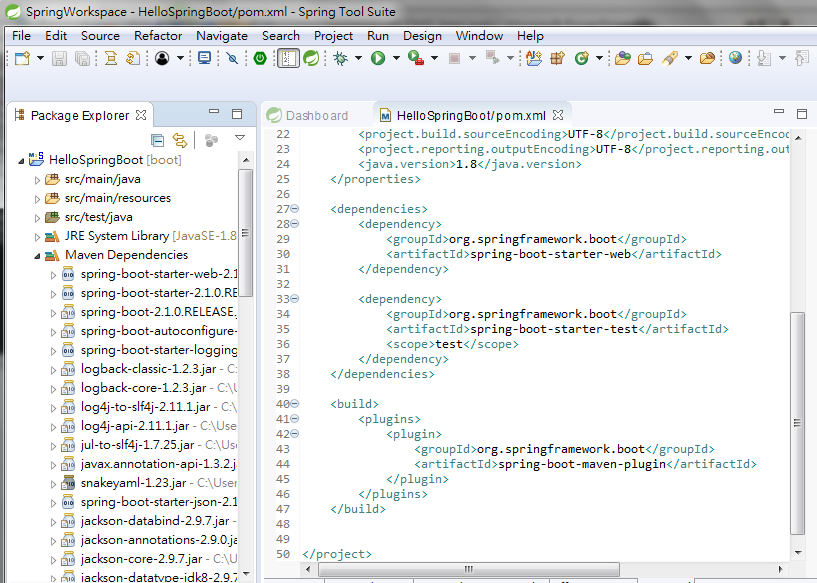 SpringWorkspace - HelloSpringBoot/pom.xml - Spring Tool Suite
File Edit Source Refactor Navigate Search Project Run Design Window Help
Package Explorer
HelloSpringBoot [boot]
src/main/java
src/main/resources
src/test/java
JRE System Library [JavaSE-1.8
Maven Dependencies
spring-boot-starter-web-2.1
spring-boot-starter-2.1.0.RE
spring-boot-2.1.0.RELEASE.
spring-boot-autoconfigure-
spring-boot-starter-logging
logback-classic-1.2.3.jar - C:
logback-core-1.2.3.jar - C:\U
log4j-to-slf4j-2.11.1.jar - C:\
log4j-api-2.11.1.jar - C:\Use
jul-to-slf4j-1.7.25.jar - C:\Us
javax.annotation-api-1.3.2.j
snakeyaml-1.23.jar - C:\User
spring-boot-starter-json-2.1
jackson-databind-2.9.7.jar -
jackson-annotations-2.9.0.ja
jackson-core-2.9.7.jar - C:\U
jackson-datatype-jdk8-2.9.7
Dashboard
HelloSpringBoot/pom.xml
22 <project.build.sourceEncoding>UTF-8</project.build.sourceEnco
23 <project.reporting.outputEncoding>UTF-8</project.reporting.out
24 <java.version>1.8</java.version>
25 </properties>
26
27 <dependencies>
28 <dependency>
29 <groupId>org.springframework.boot</groupId>
30 <artifactId>spring-boot-starter-web</artifactId>
31 </dependency>
32
33 <dependency>
34 <groupId>org.springframework.boot</groupId>
35 <artifactId>spring-boot-starter-test</artifactId>
36 <scope>test</scope>
37 </dependency>
38 </dependencies>
39
40 <build>
41 <plugins>
42 <plugin>
43 <groupId>org.springframework.boot</groupId>
44 <artifactId>spring-boot-maven-plugin</artifactId>
45 </plugin>
46 </plugins>
47 </build>
48
49
50 </project>